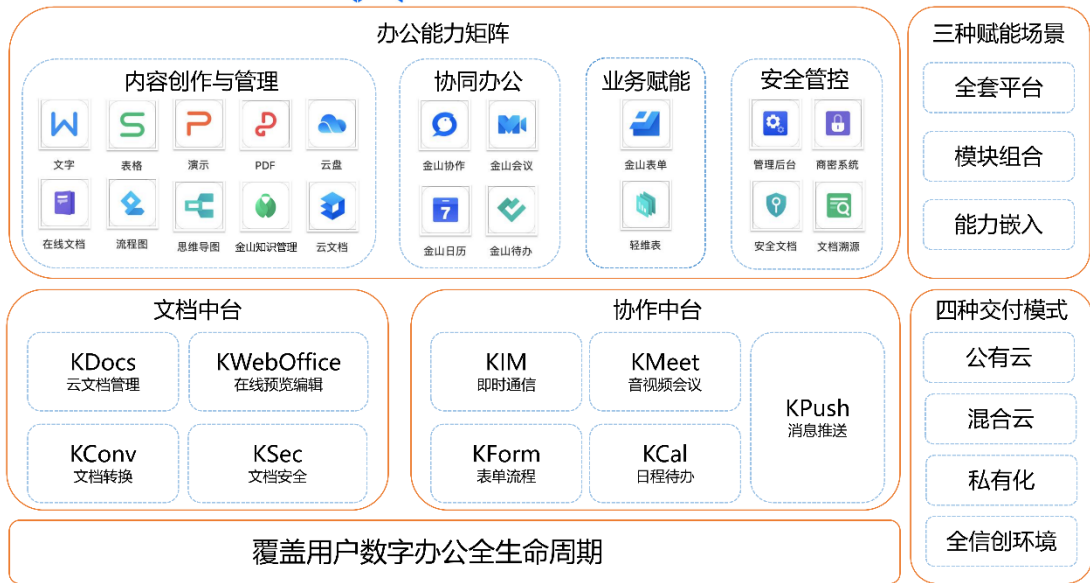 办公能力矩阵
内容创作与管理
文字
表格
演示
PDF
云盘
在线文档
流程图
思维导图
金山知识管理
云文档
协同办公
金山协作
金山会议
7
金山日历
金山待办
业务赋能
金山表单
轻维表
安全管控
管理后台
商密系统
安全文档
文档溯源
三种赋能场景
全套平台
模块组合
能力嵌入
文档中台
KDocs
云文档管理
KWebOffice
在线预览编辑
KConv
文档转换
KSec
文档安全
协作中台
KIM
即时通信
KMeet
音视频会议
KForm
表单流程
KCal
日程待办
KPush
消息推送
四种交付模式
公有云
混合云
私有化
全信创环境
覆盖用户数字办公全生命周期